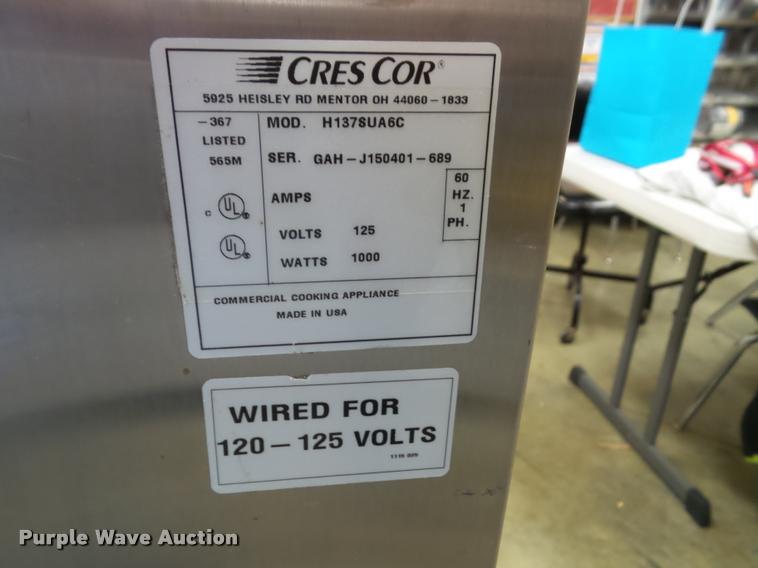 CRES COR®
5925 HEISLEY RD MENTOR OH 44060-1833
-367
LISTED
565M
C UL ®
UL ®
MOD. H137SUA6C
SER. GAH-J150401-689
AMPS
VOLTS 125
WATTS 1000
60
HZ.
1
PH.
COMMERCIAL COOKING APPLIANCE
MADE IN USA
WIRED FOR
120-125 VOLTS
Purple Wave Auction